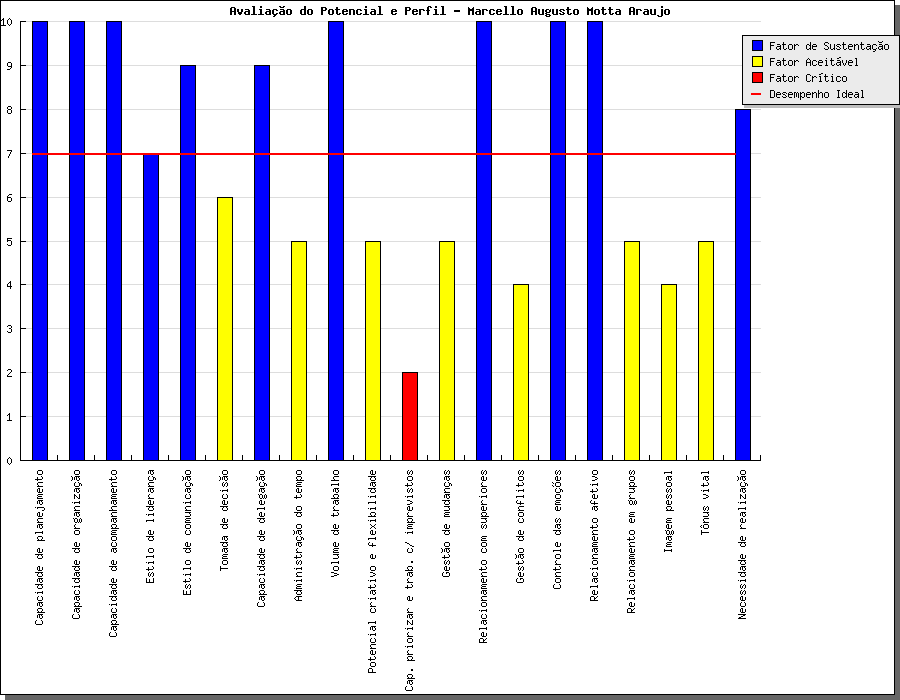 Avaliação do Potencial e Perfil - Marcello Augusto Motta Araujo
10
9
8
7
6
5
4
3
2
1
0
Fator de Sustentação
Fator Aceitável
Fator Crítico
Desempenho Ideal
Capacidade de planejamento
Capacidade de organização
Capacidade de acompanhamento
Estilo de liderança
Estilo de comunicação
Tomada de decisão
Capacidade de delegação
Administração do tempo
Volume de trabalho
Potencial criativo e flexibilidade
Cap. priorizar e trab. c/ imprevistos
Gestão de mudanças
Relacionamento com superiores
Gestão de conflitos
Controle das emoções
Relacionamento afetivo
Relacionamento em grupos
Imagem pessoal
Tônus vital
Necessidade de realização